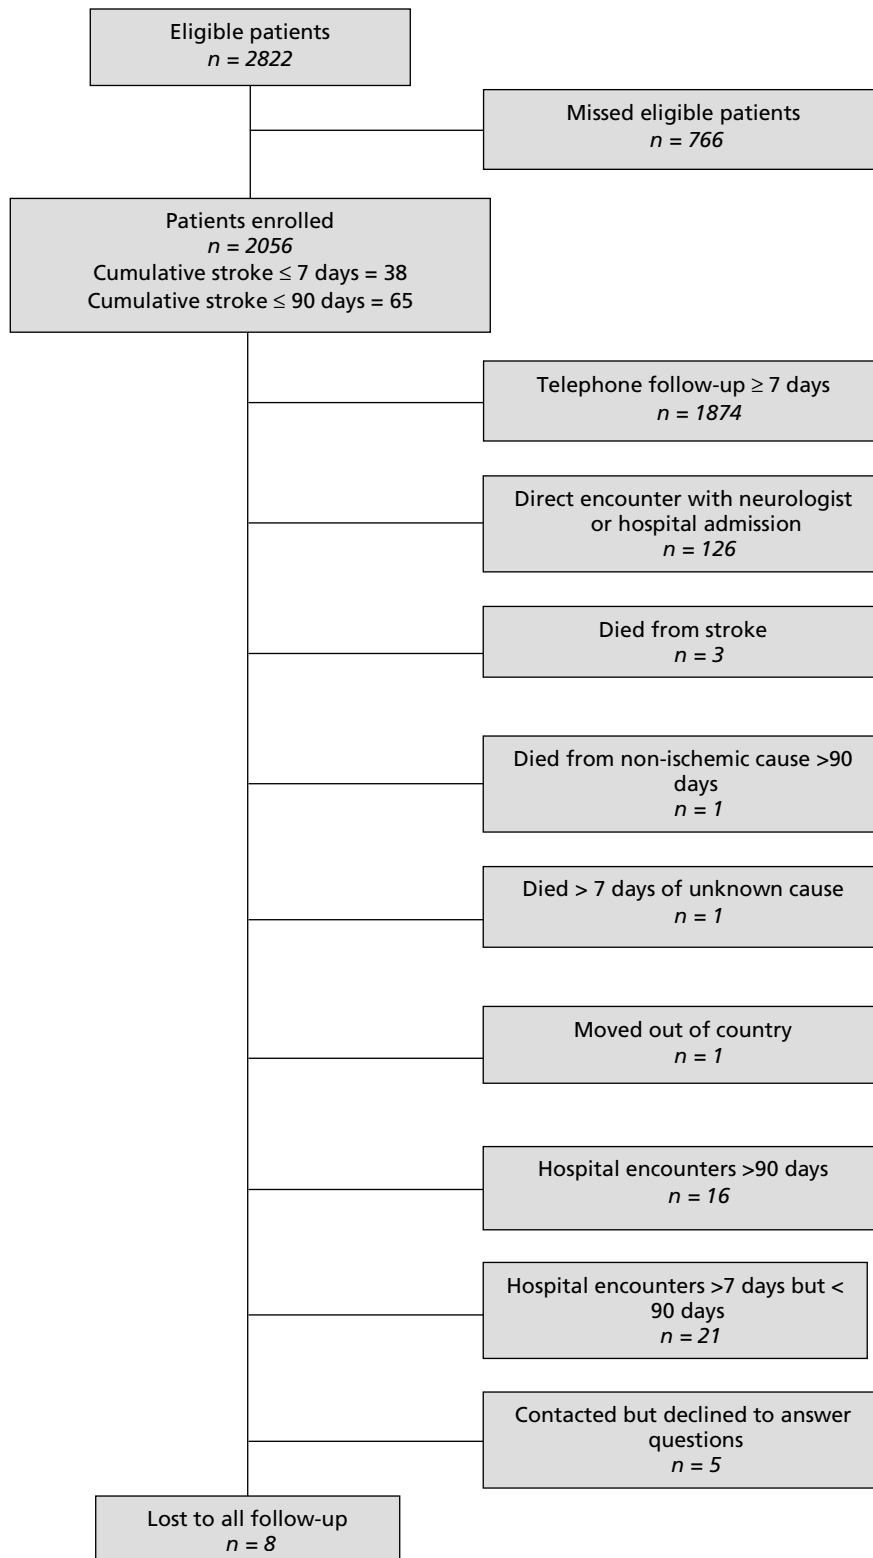 Eligible patients
n = 2822
Missed eligible patients
n = 766
Patients enrolled
n = 2056
Cumulative stroke ≤ 7 days = 38
Cumulative stroke ≤ 90 days = 65
Telephone follow-up ≥ 7 days
n = 1874
Direct encounter with neurologist
or hospital admission
n = 126
Died from stroke
n = 3
Died from non-ischemic cause >90
days
n = 1
Died > 7 days of unknown cause
n = 1
Moved out of country
n = 1
Hospital encounters >90 days
n = 16
Hospital encounters >7 days but <
90 days
n = 21
Contacted but declined to answer
questions
n = 5
Lost to all follow-up
n = 8